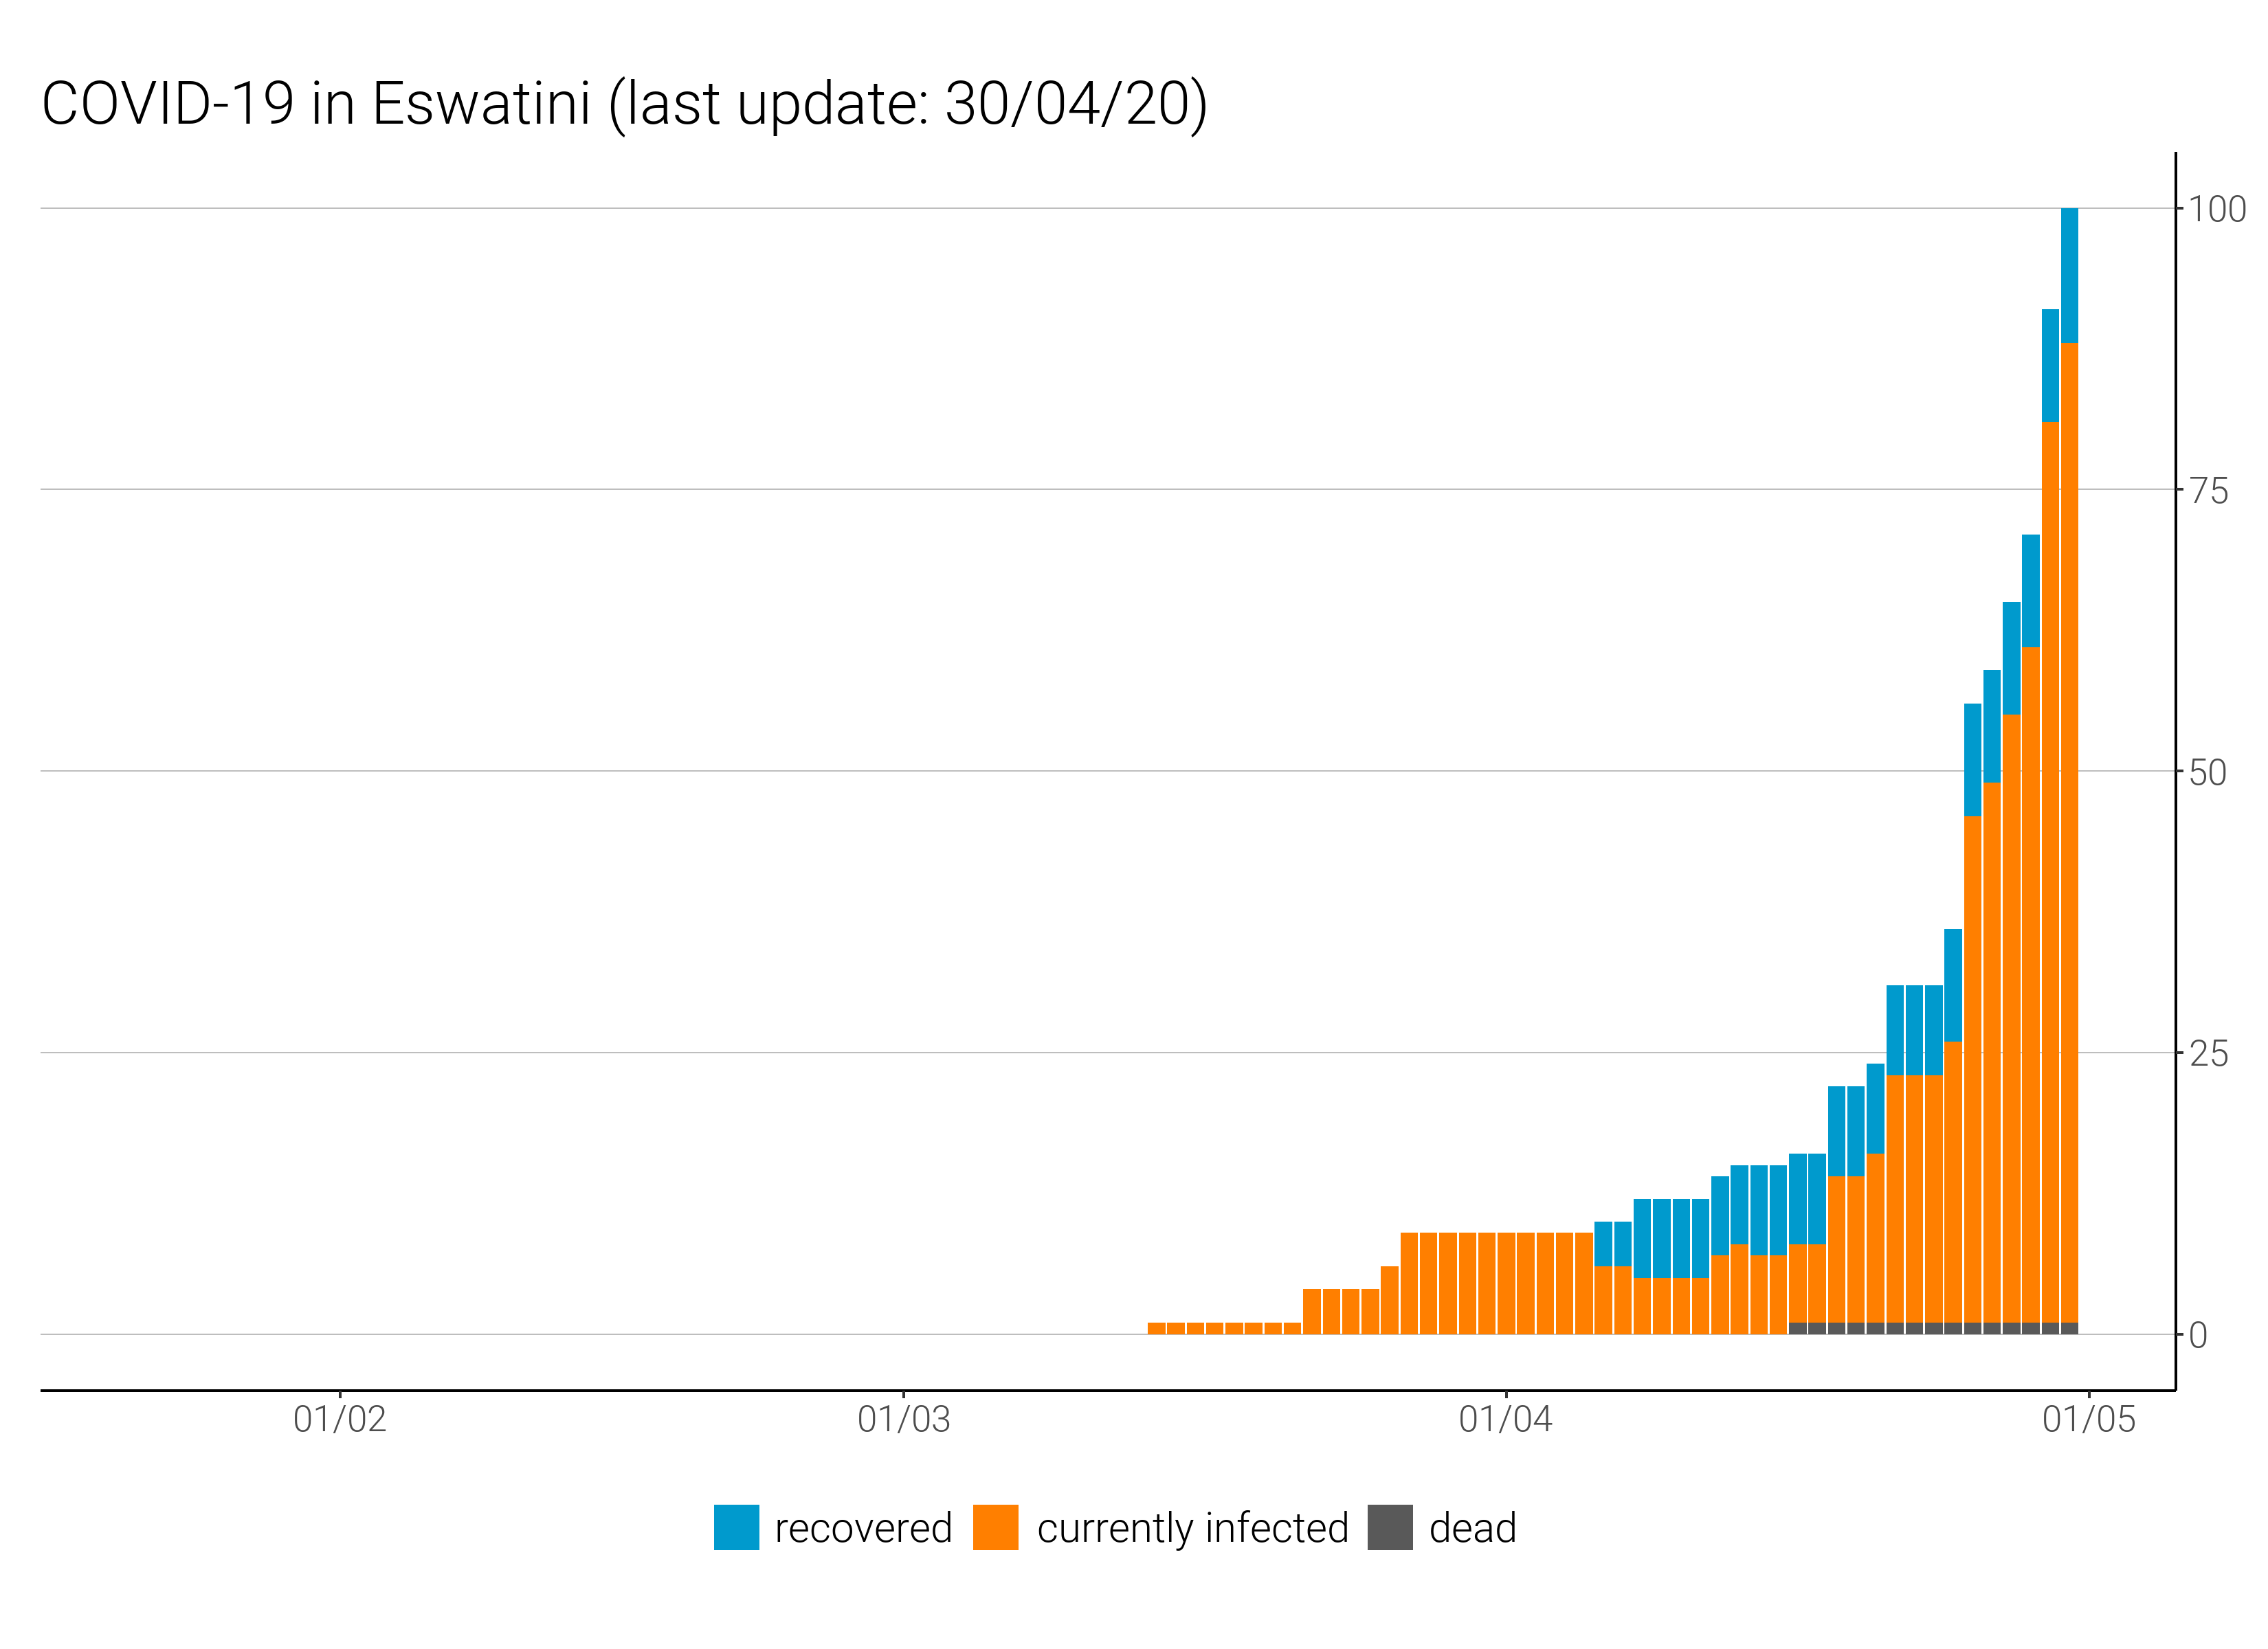 COVID-19 in Eswatini (last update: 30/04/20)
100
75
50
25
0
01/02 01/03 01/04 01/05
recovered currently infected dead